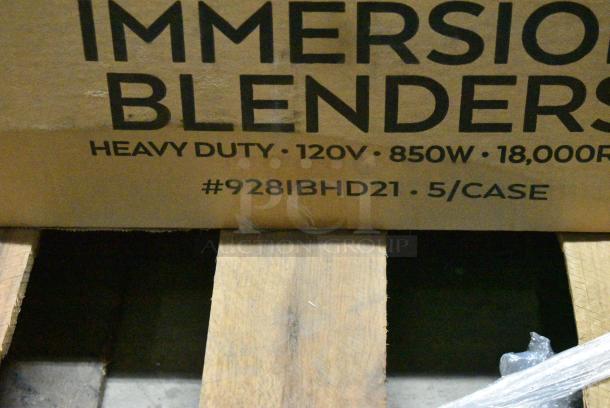 IMMERSIO
BLENDERS
HEAVY DUTY • 120V • 850W • 18,000R
#928IBHD21 • 5/CASE
PCI
AUCTION GROUP